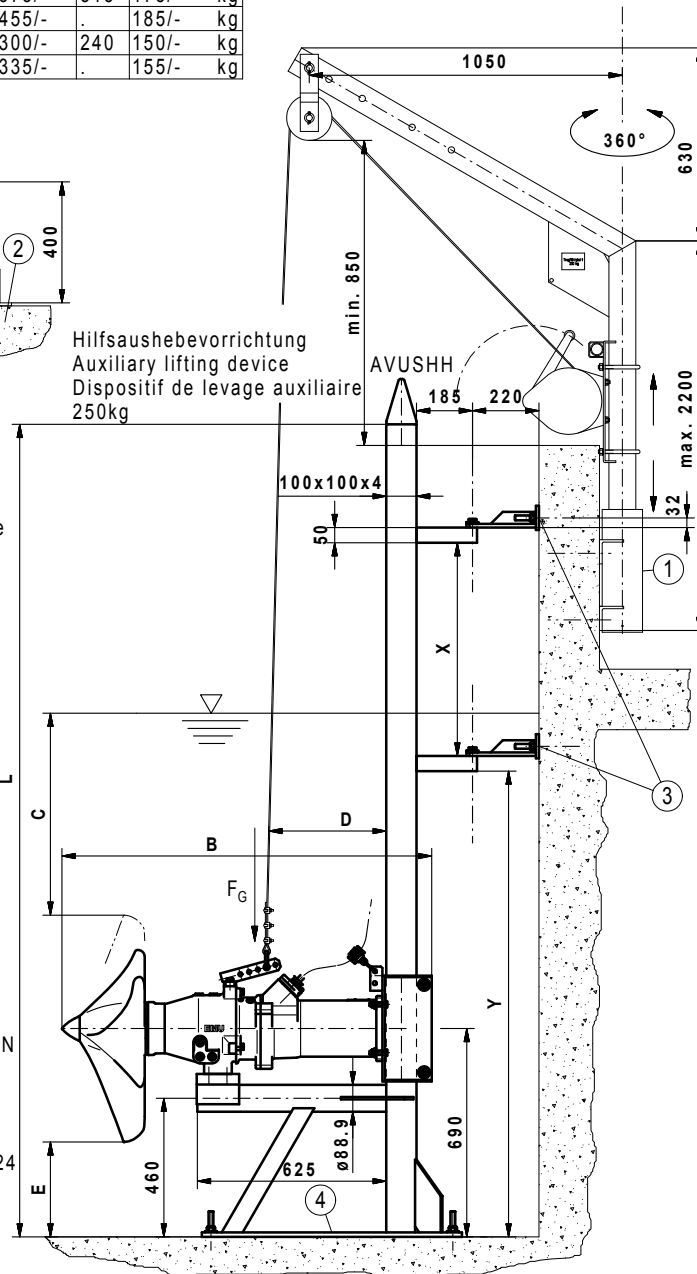 455/- . 185/- kg
300/- 240 150/- kg
335/- . 155/- kg
1050
360°
630
400
2
min. 850
Hilfsaushebevorrichtung
Auxiliary lifting device
Dispositif de levage auxiliaire
250kg
AVUSHH
185
220
max. 2200
100x100x4
32
50
e
1
X
L
C
3
D
B
F_G
Y
EMU
N
690
ø88.9
460
24
625
E
4